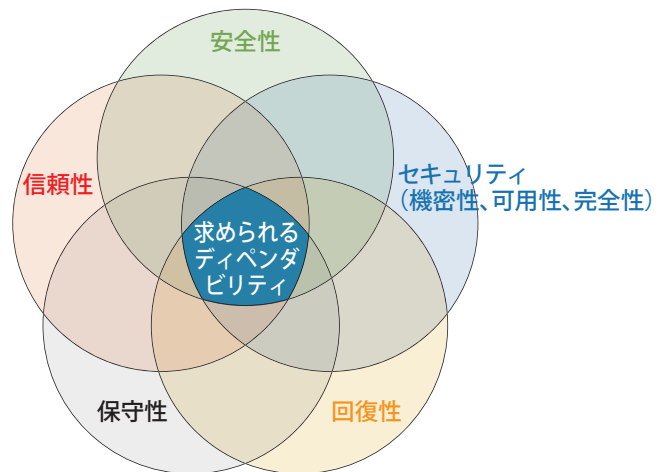 安全性
信頼性
セキュリティ
（機密性、可用性、完全性）
求められる
ディペンダ
ビリティ
保守性
回復性